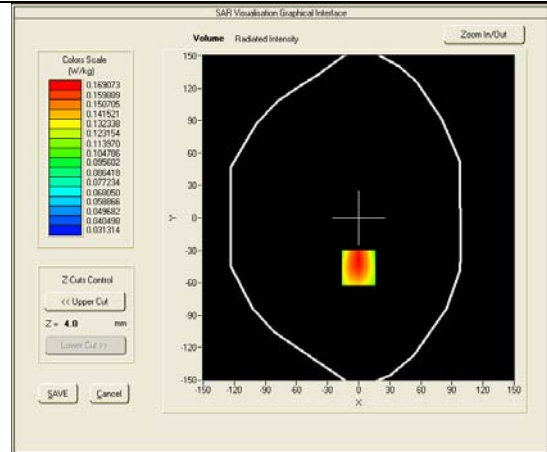 SAR Visualisation Graphical Interface
Volume Radiated Intensity
Zoom In/Out
Colors Scale
(W/kg)
0.169073
0.159889
0.150705
0.141521
0.132338
0.123154
0.113970
0.104786
0.095602
0.086418
0.077234
0.068050
0.058866
0.049682
0.040498
0.031314
Z Cuts Control
<< Upper Cut
Z = 4.0 mm
Lower Cut >>
SAVE Cancel
150
120
90
60
30
0
-30
-60
-90
-120
-150
Y
-150 -120 -90 -60 -30 0 30 60 90 120 150
X